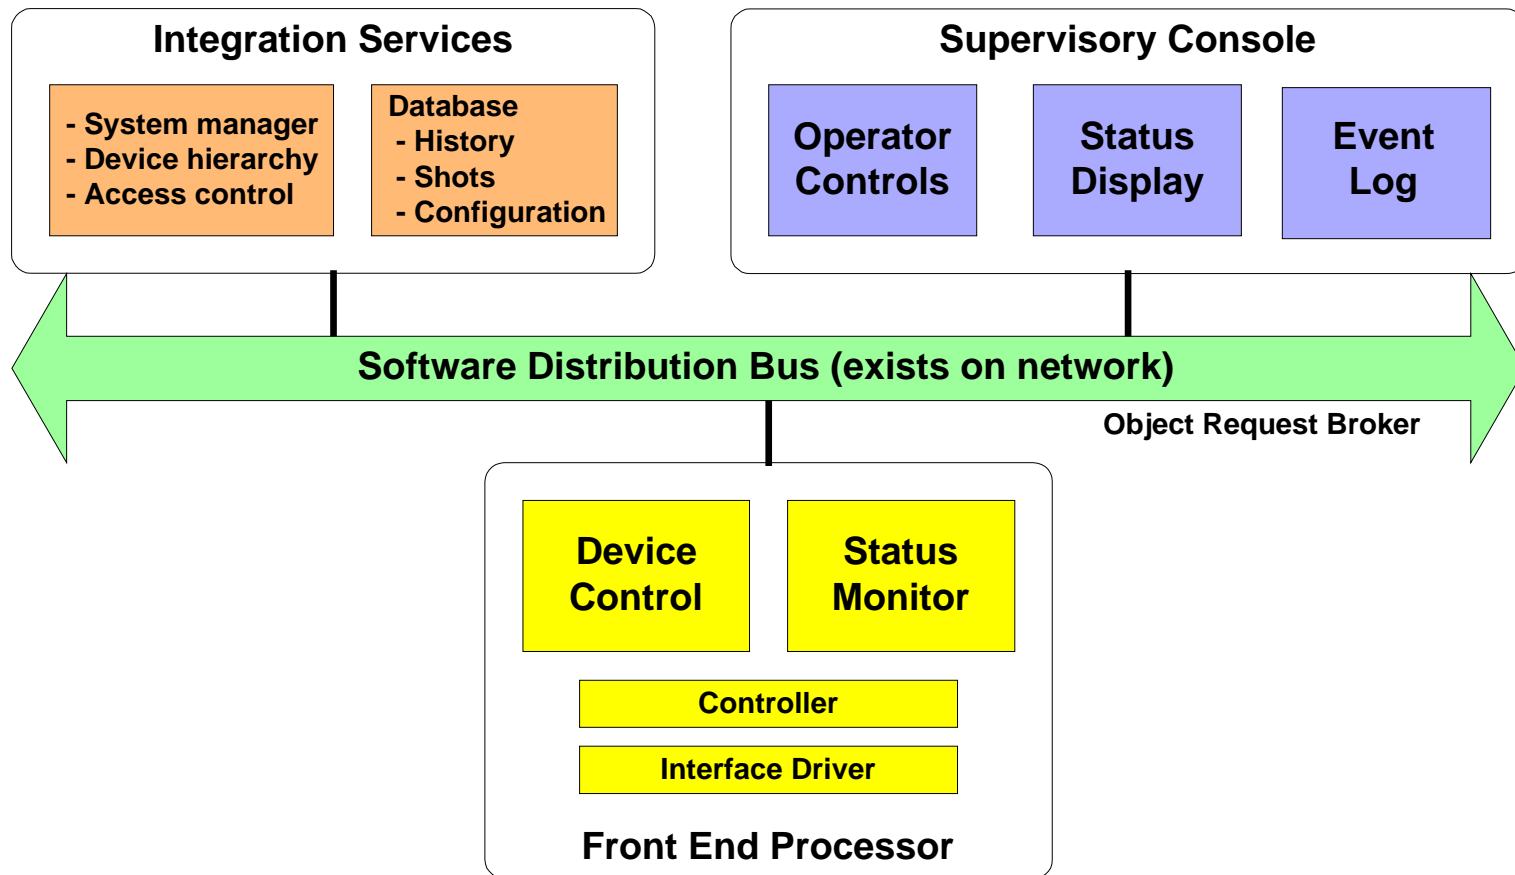 Integration Services
- System manager
- Device hierarchy
- Access control
Database
- History
- Shots
- Configuration
Supervisory Console
Operator
Controls
Status
Display
Event
Log
Software Distribution Bus (exists on network)
Object Request Broker
Device
Control
Status
Monitor
Controller
Interface Driver
Front End Processor